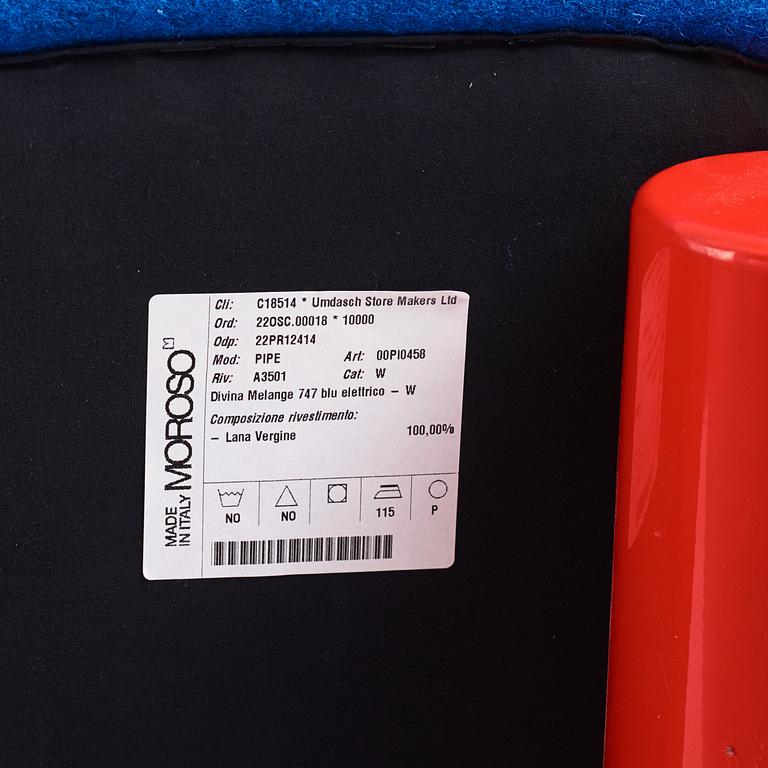 MOROSO M
MADE
IN ITALY
Cli: C18514 * Umdasch Store Makers Ltd
Ord: 22OSC.00018 * 10000
Odp: 22PR12414
Mod: PIPE Art: 00PI0458
Riv: A3501 Cat: W
Divina Melange 747 blu elettrico – W
Composizione rivestimento:
– Lana Vergine 100,00%
NO NO 115 P